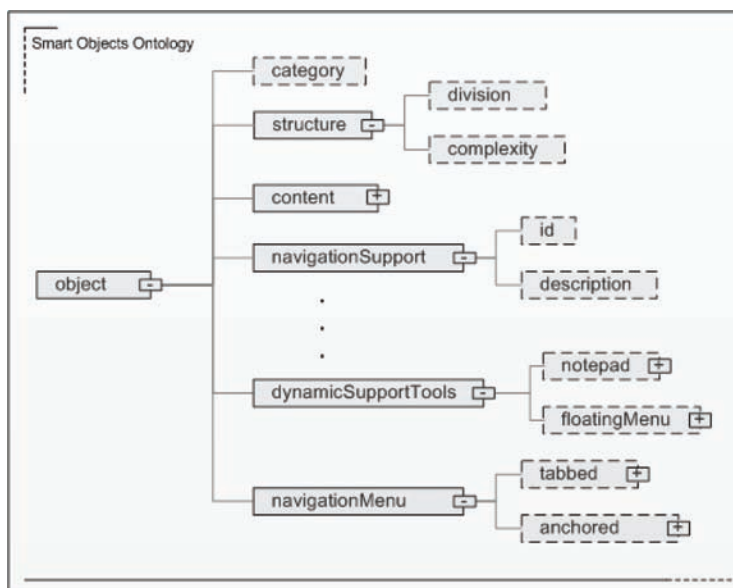 Smart Objects Ontology
category
division
structure
complexity
content
id
navigationSupport
object
description
notepad
dynamicSupportTools
floatingMenu
tabbed
navigationMenu
anchored